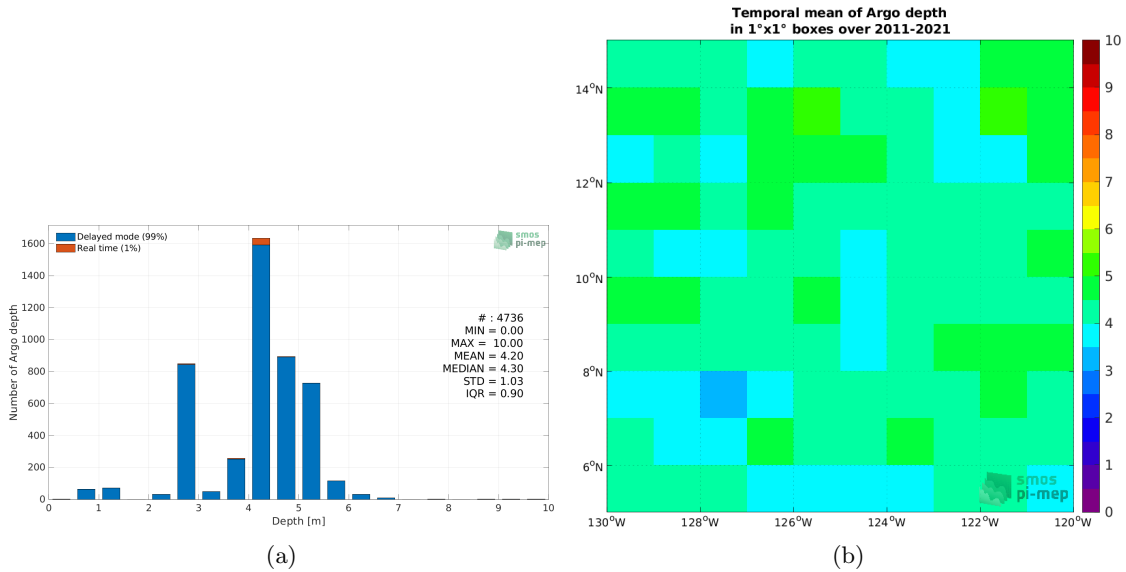 Delayed mode (99%)
Real time (1%)
smos
pi-mep
1600
1400
1200
1000
800
600
400
200
0
Number of Argo depth
# : 4736
MIN = 0.00
MAX = 10.00
MEAN = 4.20
MEDIAN = 4.30
STD = 1.03
IQR = 0.90
0 1 2 3 4 5 6 7 8 9 10
Depth [m]
(a)
Temporal mean of Argo depth
in 1°x1° boxes over 2011-2021
14°N
12°N
10°N
8°N
6°N
130°W 128°W 126°W 124°W 122°W 120°W
smos
pi-mep
10
9
8
7
6
5
4
3
2
1
0
(b)